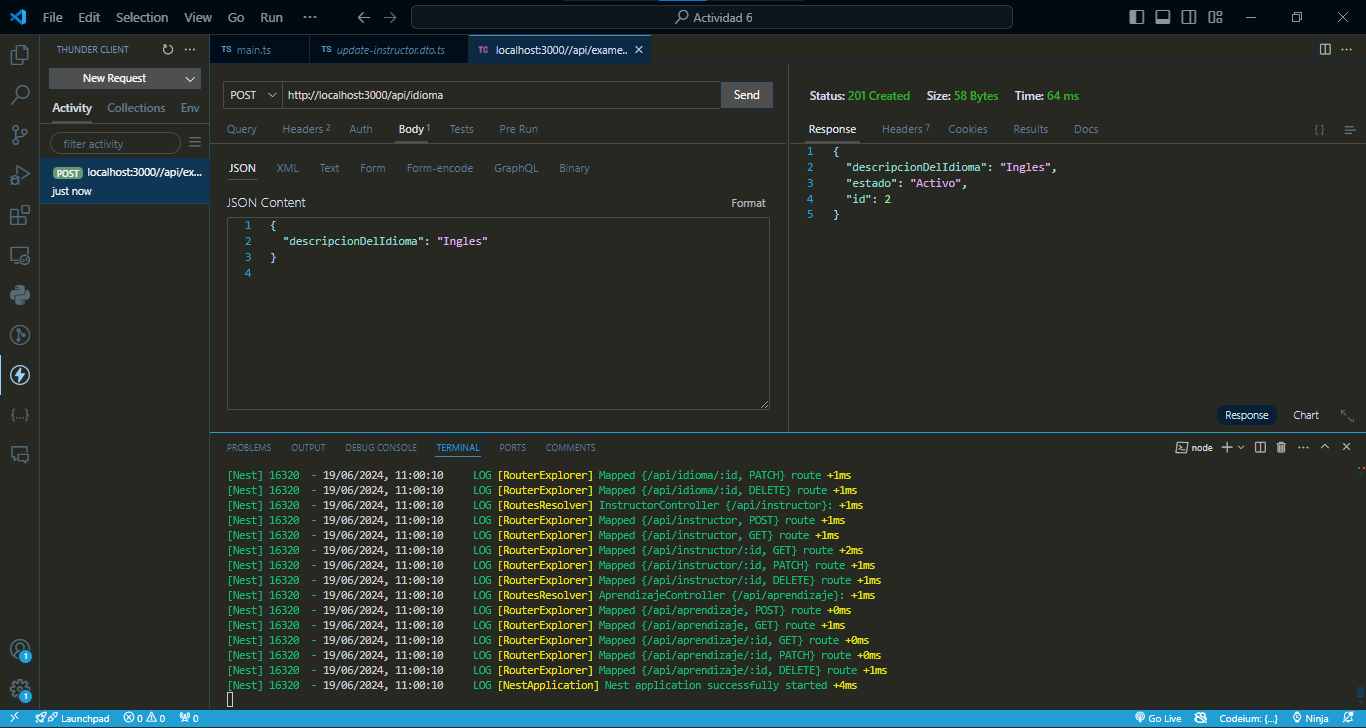 File Edit Selection View Go Run ··· Actividad 6
THUNDER CLIENT ···
New Request
Activity Collections Env
filter activity
POST localhost:3000//api/ex...
just now
TS main.ts TS update-instructor.dto.ts TC localhost:3000//api/exame..
POST http://localhost:3000/api/idioma Send
Query Headers 2 Auth Body 1 Tests Pre Run
JSON XML Text Form Form-encode GraphQL Binary
JSON Content Format
1 {
2 "descripcionDelIdioma": "Ingles"
3 }
4
Status: 201 Created Size: 58 Bytes Time: 64 ms
Response Headers 7 Cookies Results Docs { }
1 {
2 "descripcionDelIdioma": "Ingles",
3 "estado": "Activo",
4 "id": 2
5 }
Response Chart
PROBLEMS OUTPUT DEBUG CONSOLE TERMINAL PORTS COMMENTS node
[Nest] 16320 - 19/06/2024, 11:00:10 LOG [RouterExplorer] Mapped {/api/idioma/:id, PATCH} route +1ms
[Nest] 16320 - 19/06/2024, 11:00:10 LOG [RouterExplorer] Mapped {/api/idioma/:id, DELETE} route +1ms
[Nest] 16320 - 19/06/2024, 11:00:10 LOG [RoutesResolver] InstructorController {/api/instructor}: +1ms
[Nest] 16320 - 19/06/2024, 11:00:10 LOG [RouterExplorer] Mapped {/api/instructor, POST} route +1ms
[Nest] 16320 - 19/06/2024, 11:00:10 LOG [RouterExplorer] Mapped {/api/instructor, GET} route +1ms
[Nest] 16320 - 19/06/2024, 11:00:10 LOG [RouterExplorer] Mapped {/api/instructor/:id, GET} route +2ms
[Nest] 16320 - 19/06/2024, 11:00:10 LOG [RouterExplorer] Mapped {/api/instructor/:id, PATCH} route +1ms
[Nest] 16320 - 19/06/2024, 11:00:10 LOG [RouterExplorer] Mapped {/api/instructor/:id, DELETE} route +1ms
[Nest] 16320 - 19/06/2024, 11:00:10 LOG [RoutesResolver] AprendizajeController {/api/aprendizaje}: +1ms
[Nest] 16320 - 19/06/2024, 11:00:10 LOG [RouterExplorer] Mapped {/api/aprendizaje, POST} route +0ms
[Nest] 16320 - 19/06/2024, 11:00:10 LOG [RouterExplorer] Mapped {/api/aprendizaje, GET} route +1ms
[Nest] 16320 - 19/06/2024, 11:00:10 LOG [RouterExplorer] Mapped {/api/aprendizaje/:id, GET} route +0ms
[Nest] 16320 - 19/06/2024, 11:00:10 LOG [RouterExplorer] Mapped {/api/aprendizaje/:id, PATCH} route +0ms
[Nest] 16320 - 19/06/2024, 11:00:10 LOG [RouterExplorer] Mapped {/api/aprendizaje/:id, DELETE} route +1ms
[Nest] 16320 - 19/06/2024, 11:00:10 LOG [NestApplication] Nest application successfully started +4ms
1
1
Launchpad 0 0 0 Go Live Codeium: {...} Ninja